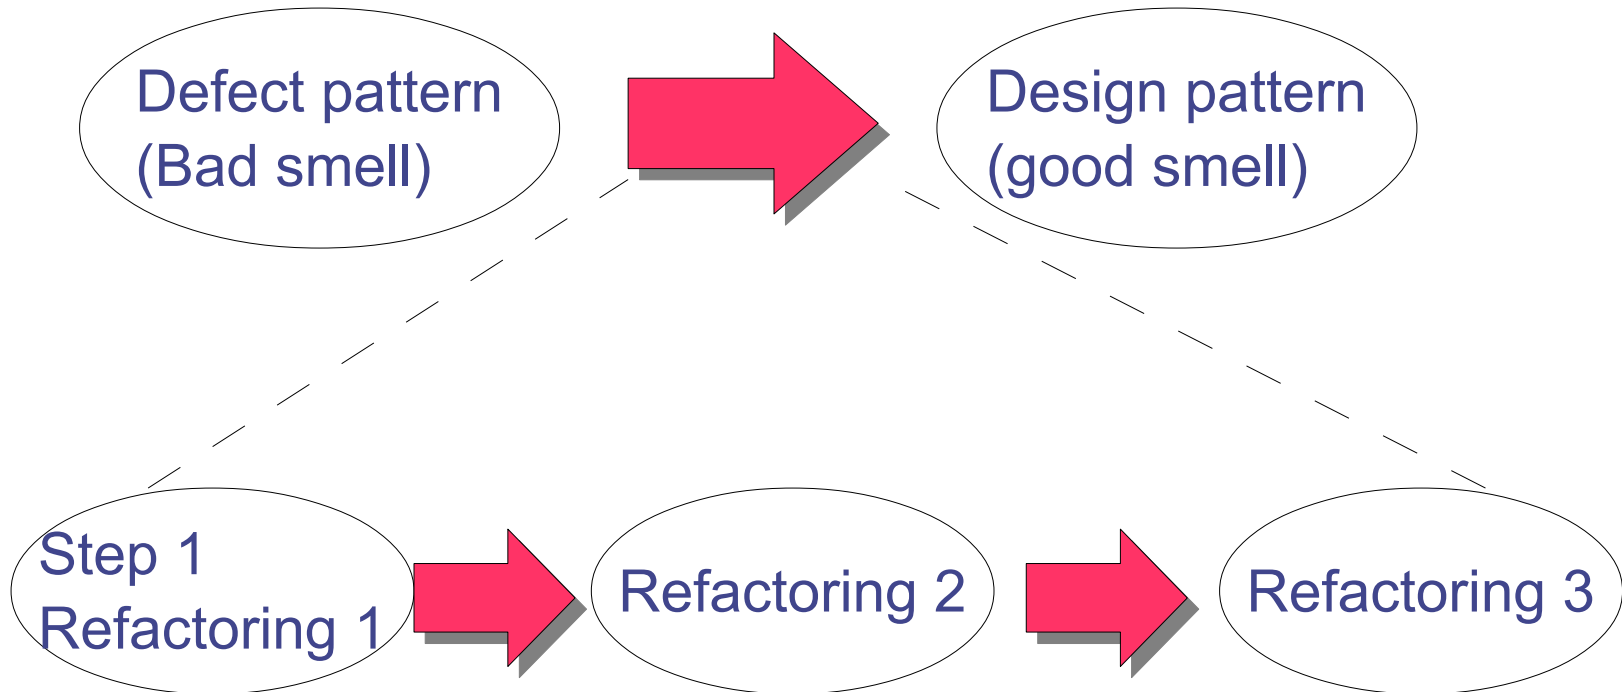 Defect pattern
(Bad smell)
Design pattern
(good smell)
Step 1
Refactoring 1
Refactoring 2
Refactoring 3